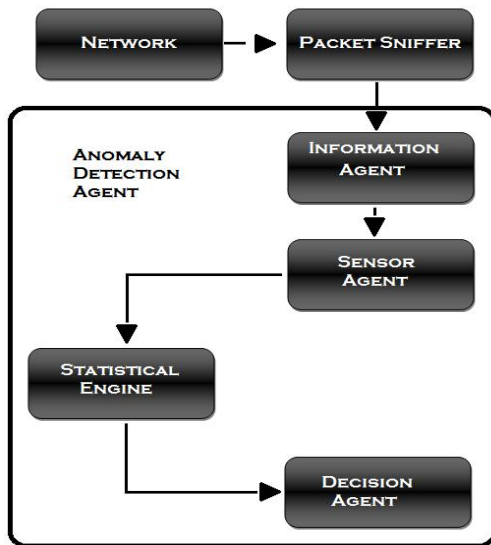 NETWORK
PACKET SNIFFER
ANOMALY
DETECTION
AGENT
INFORMATION
AGENT
SENSOR
AGENT
STATISTICAL
ENGINE
DECISION
AGENT